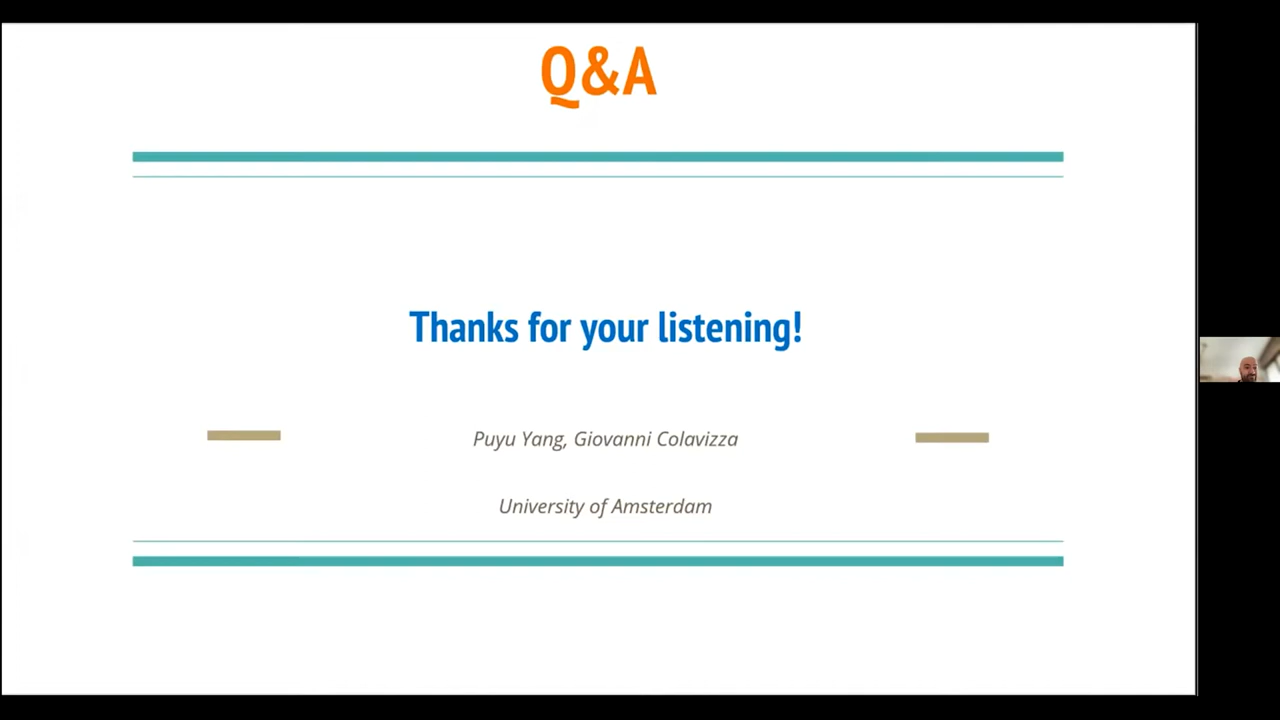 Q&A
Thanks for your listening!
Puyu Yang, Giovanni Colavizza
University of Amsterdam